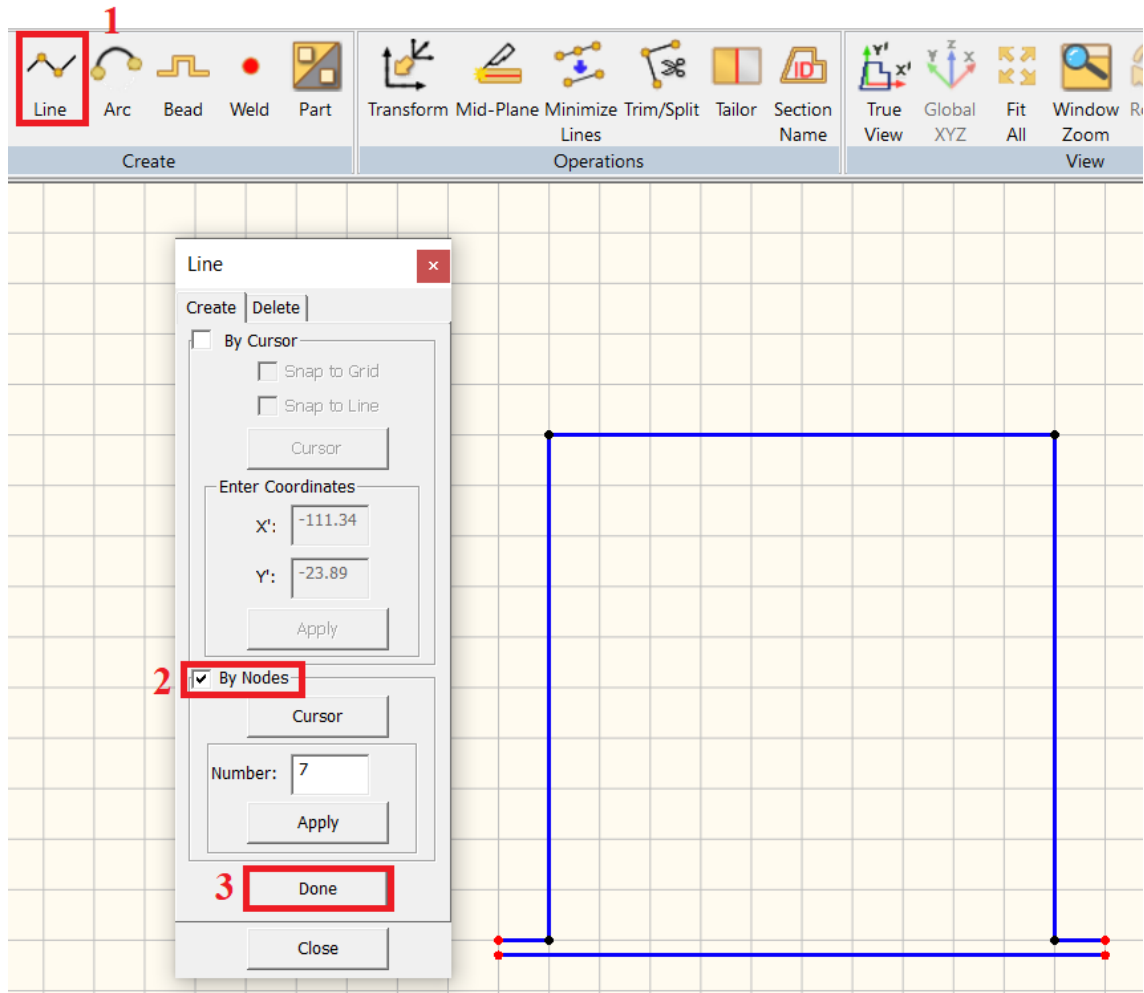 1
Line Arc Bead Weld Part
Transform Mid-Plane Minimize Lines Trim/Split Tailor Section Name
True View Global XYZ Fit All Window Zoom
Create Operations View
Y' X' Y Z X
ID
Line
Create Delete
By Cursor
Snap to Grid
Snap to Line
Cursor
Enter Coordinates
X': -111.34
Y': -23.89
Apply
2 By Nodes
Cursor
Number: 7
Apply
3 Done
Close